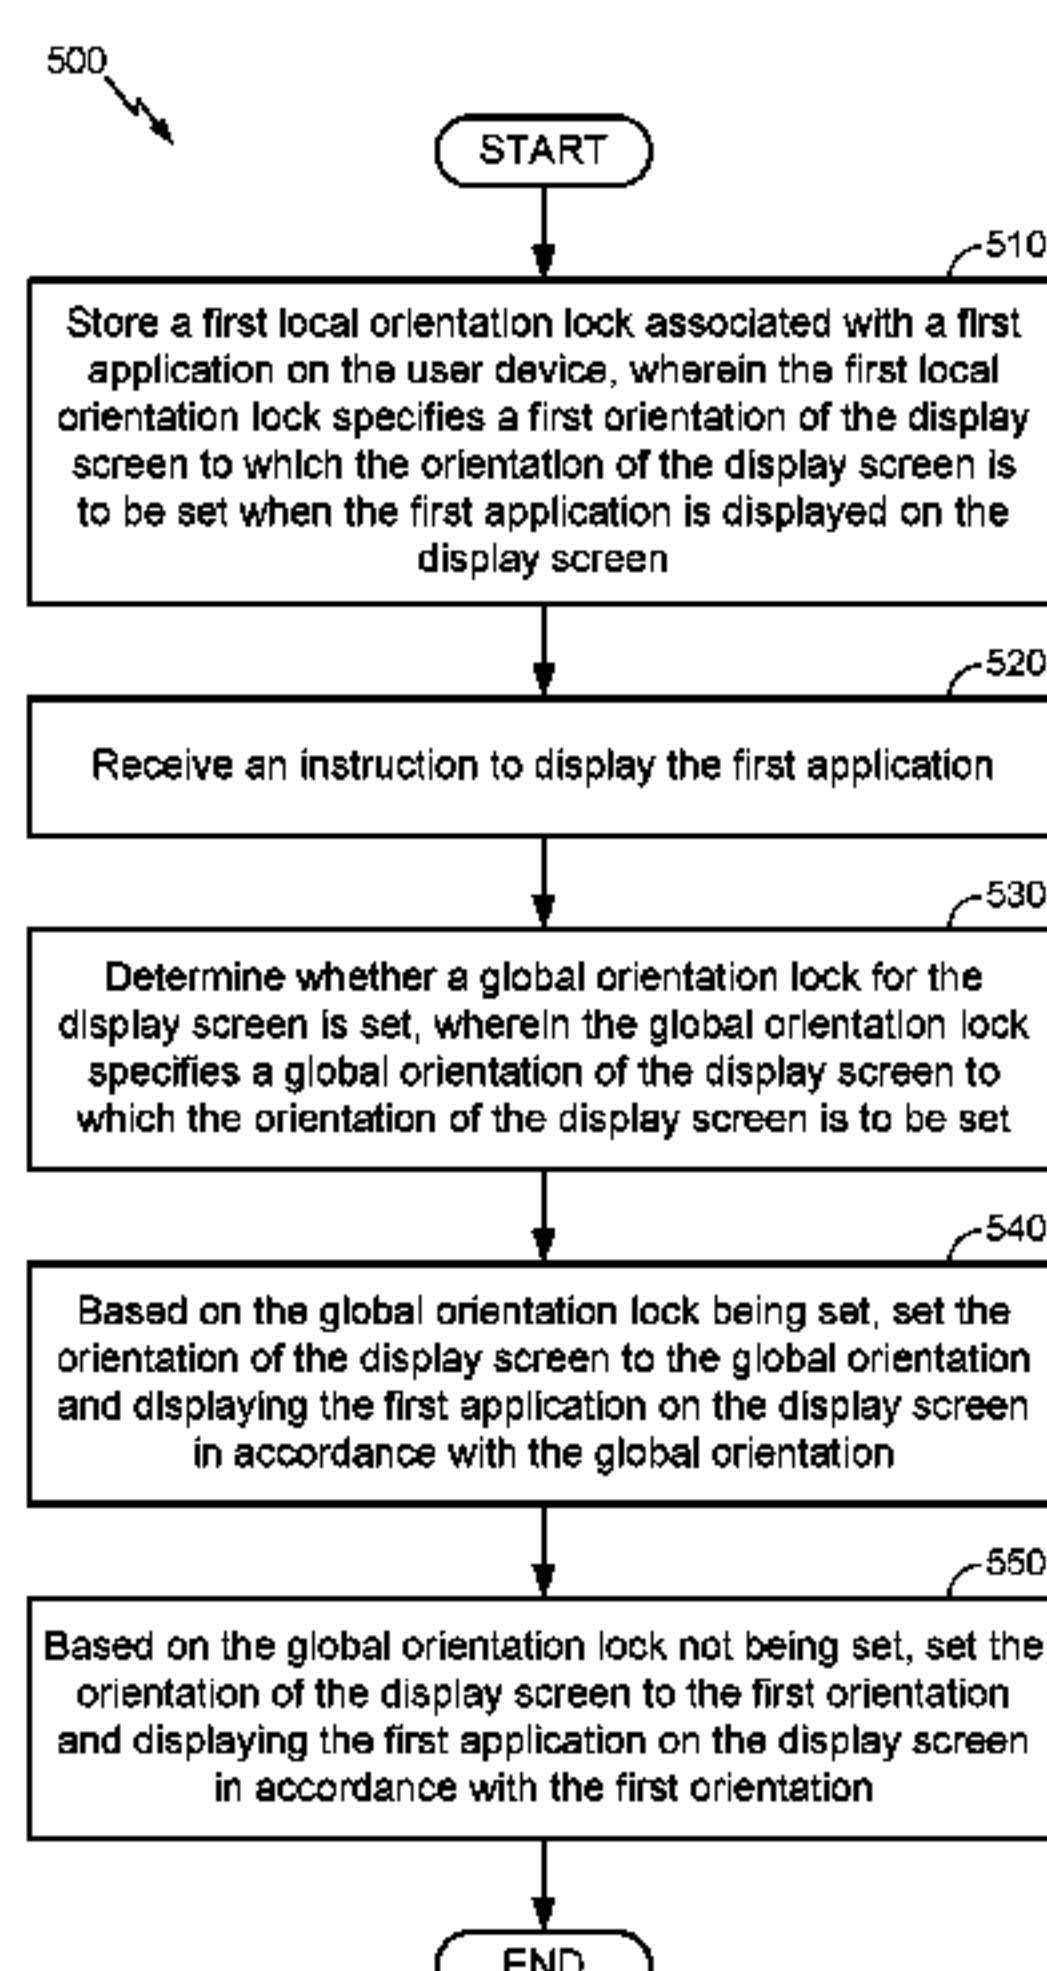 500
START
510
Store a first local orientation lock associated with a first
application on the user device, wherein the first local
orientation lock specifies a first orientation of the display
screen to which the orientation of the display screen is
to be set when the first application is displayed on the
display screen
520
Receive an instruction to display the first application
530
Determine whether a global orientation lock for the
display screen is set, wherein the global orientation lock
specifies a global orientation of the display screen to
which the orientation of the display screen is to be set
540
Based on the global orientation lock being set, set the
orientation of the display screen to the global orientation
and displaying the first application on the display screen
in accordance with the global orientation
550
Based on the global orientation lock not being set, set the
orientation of the display screen to the first orientation
and displaying the first application on the display screen
in accordance with the first orientation
END